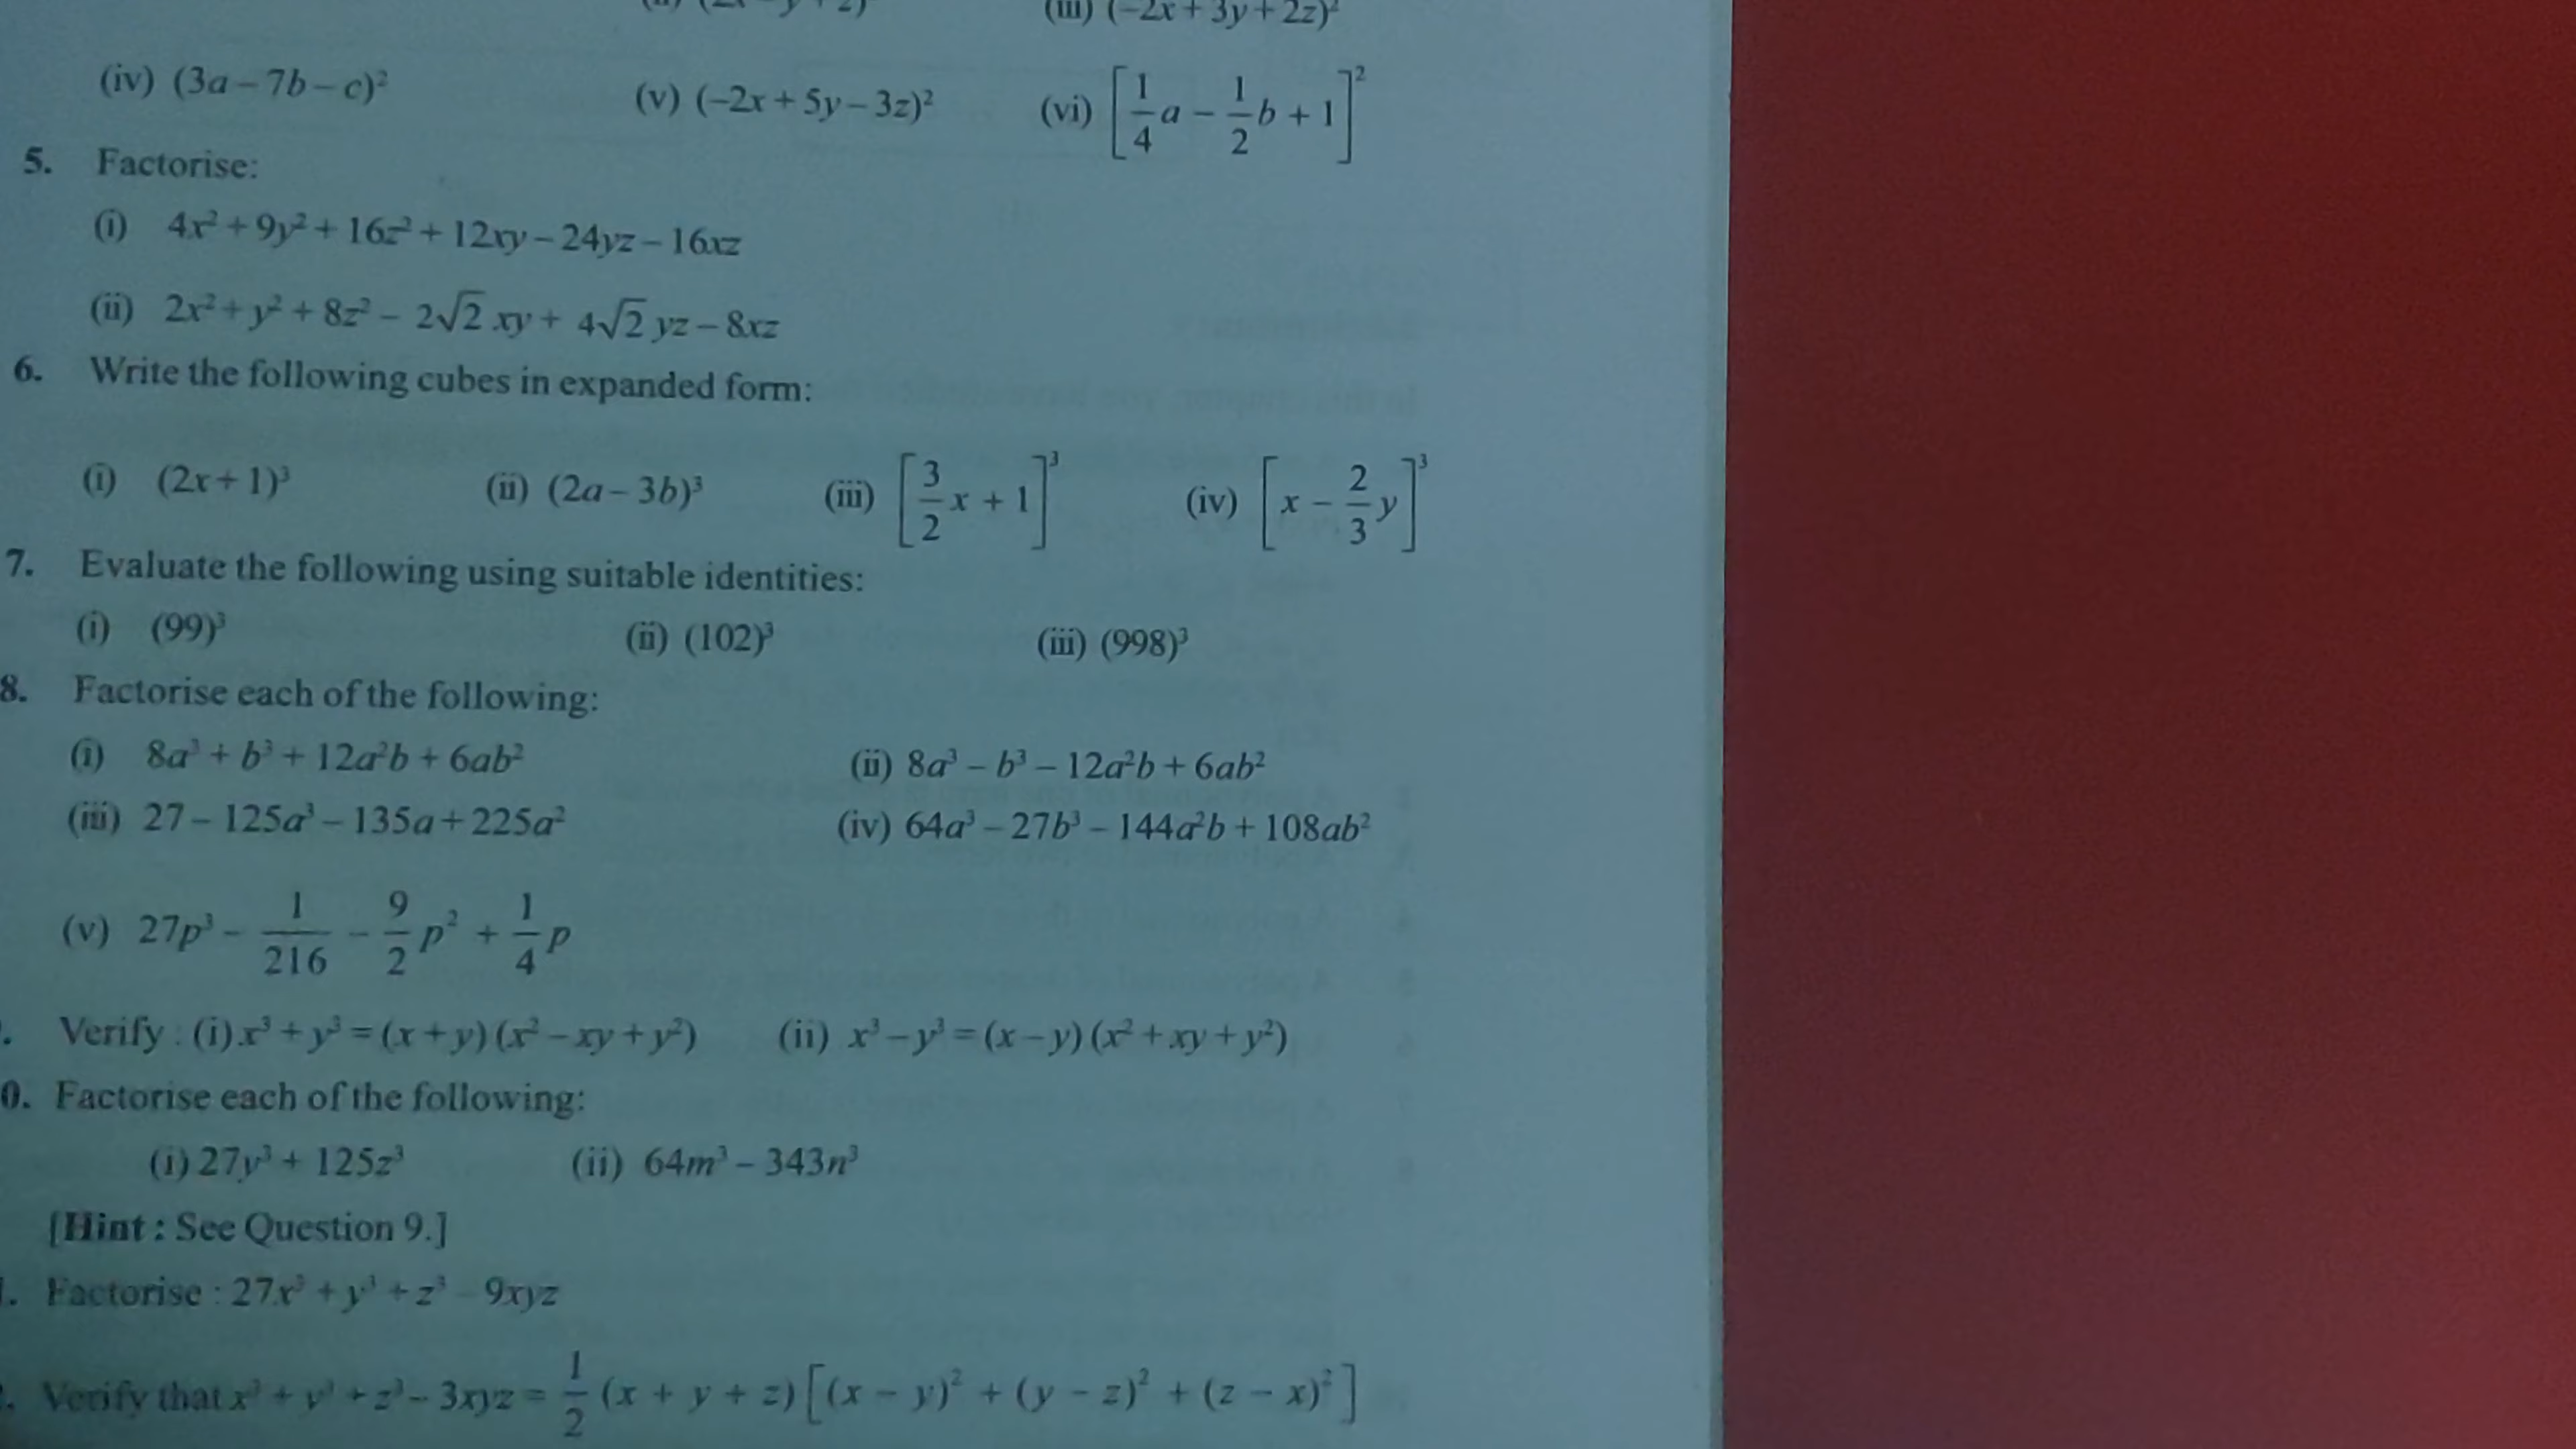 (iii) (–2x + 3y + 2z)²
(iv) (3a – 7b – c)² (v) (–2x + 5y – 3z)² (vi) [1/4 a – 1/2 b + 1]²
5. Factorise:
(i) 4x² + 9y² + 16z² + 12xy – 24yz – 16xz
(ii) 2x² + y² + 8z² – 2√2 xy + 4√2 yz – 8xz
6. Write the following cubes in expanded form:
(i) (2x + 1)³ (ii) (2a – 3b)³ (iii) [3/2 x + 1]³ (iv) [x – 2/3 y]³
7. Evaluate the following using suitable identities:
(i) (99)³ (ii) (102)³ (iii) (998)³
8. Factorise each of the following:
(i) 8a³ + b³ + 12a²b + 6ab² (ii) 8a³ – b³ – 12a²b + 6ab²
(iii) 27 – 125a³ – 135a + 225a² (iv) 64a³ – 27b³ – 144a²b + 108ab²
(v) 27p³ – 1/216 – 9/2 p² + 1/4 p
. Verify : (i) x³ + y³ = (x + y) (x² – xy + y²) (ii) x³ – y³ = (x – y) (x² + xy + y²)
0. Factorise each of the following:
(i) 27y³ + 125z³ (ii) 64m³ – 343n³
[Hint : See Question 9.]
. Factorise : 27x³ + y³ + z³ – 9xyz
. Verify that x³ + y³ + z³ – 3xyz = 1/2 (x + y + z) [(x – y)² + (y – z)² + (z – x)²]